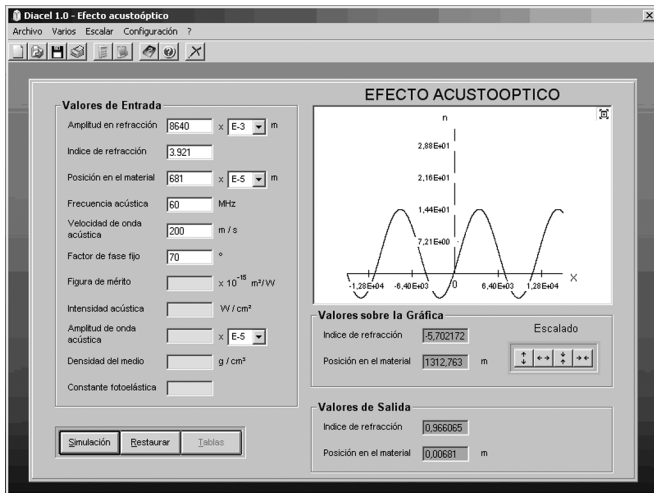 Diacel 1.0 - Efecto acustoóptico
Archivo Varios Escalar Configuración ?
EFECTO ACUSTOOPTICO
Valores de Entrada
Amplitud en refracción 8640 x E-3 m
Indice de refracción 3.921
Posición en el material 681 x E-5 m
Frecuencia acústica 60 MHz
Velocidad de onda
acústica 200 m / s
Factor de fase fijo 70 °
Figura de mérito x 10⁻¹⁵ m²/W
Intensidad acústica W / cm²
Amplitud de onda
acústica x E-5
Densidad del medio g / cm³
Constante fotoelástica
Simulación Restaurar Tablas
n
2,88E+01
2,16E+01
1,44E+01
7,21E+00
-1,28E+04 -6,40E+03 0 6,40E+03 1,28E+04 X
Valores sobre la Gráfica
Indice de refracción -5,702172
Posición en el material 1312,763 m
Escalado
Valores de Salida
Indice de refracción 0,966065
Posición en el material 0,00681 m